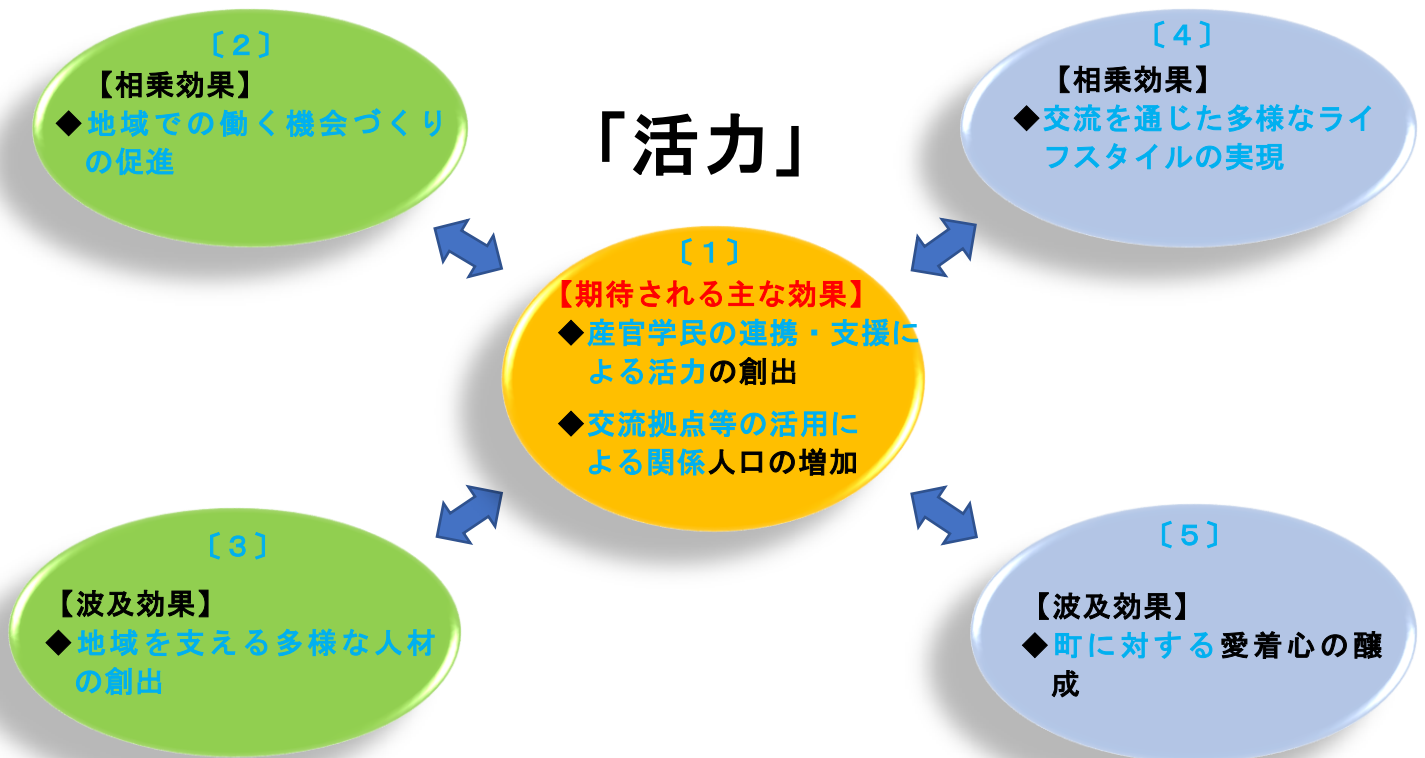 「活力」
〔１〕
【期待される主な効果】
◆産官学民の連携・支援に
よる活力の創出
◆交流拠点等の活用に
よる関係人口の増加
〔２〕
【相乗効果】
◆地域での働く機会づくり
の促進
〔３〕
【波及効果】
◆地域を支える多様な人材
の創出
〔４〕
【相乗効果】
◆交流を通じた多様なライ
フスタイルの実現
〔５〕
【波及効果】
◆町に対する愛着心の醸
成